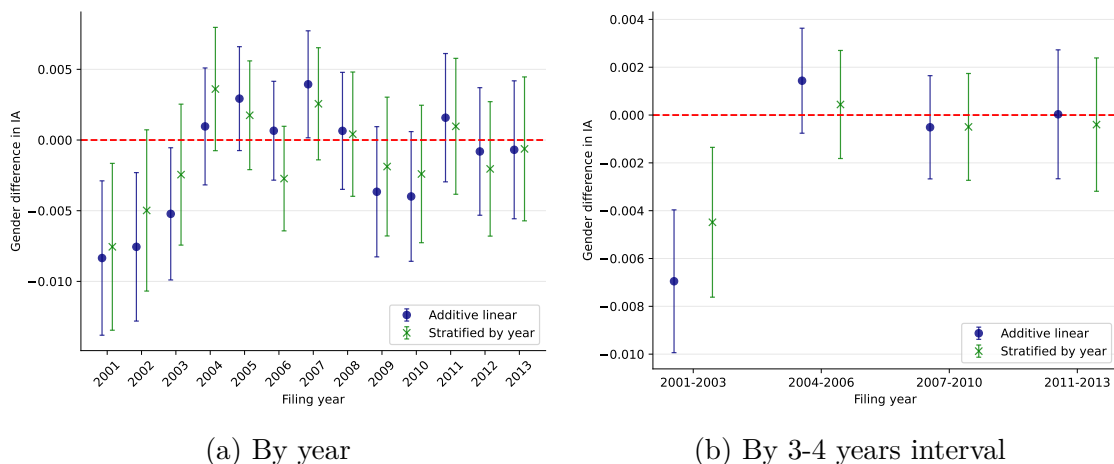 Gender difference in IA
0.005
0.000
−0.005
−0.010
Additive linear
Stratified by year
2001 2002 2003 2004 2005 2006 2007 2008 2009 2010 2011 2012 2013
Filing year
(a) By year
Gender difference in IA
0.004
0.002
0.000
−0.002
−0.004
−0.006
−0.008
−0.010
Additive linear
Stratified by year
2001-2003 2004-2006 2007-2010 2011-2013
Filing year
(b) By 3-4 years interval